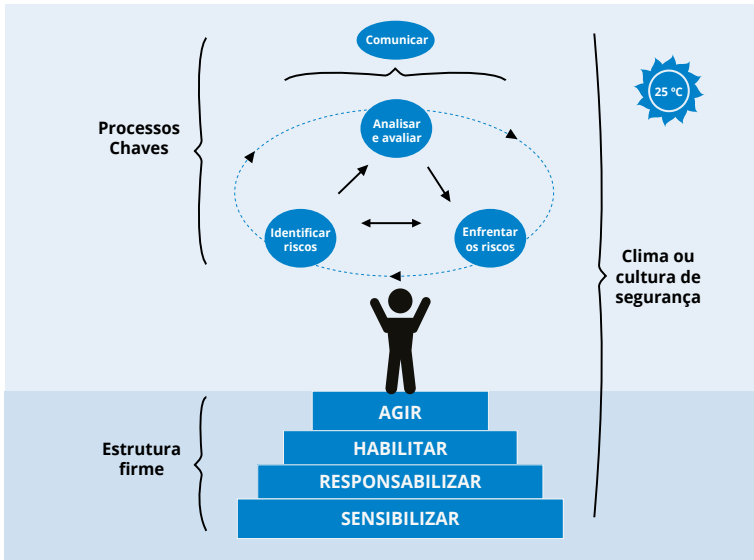 Comunicar
25 ºC
Processos
Chaves
Analisar
e avaliar
Identificar
riscos
Enfrentar
os riscos
Clima ou
cultura de
segurança
Estrutura
firme
AGIR
HABILITAR
RESPONSABILIZAR
SENSIBILIZAR